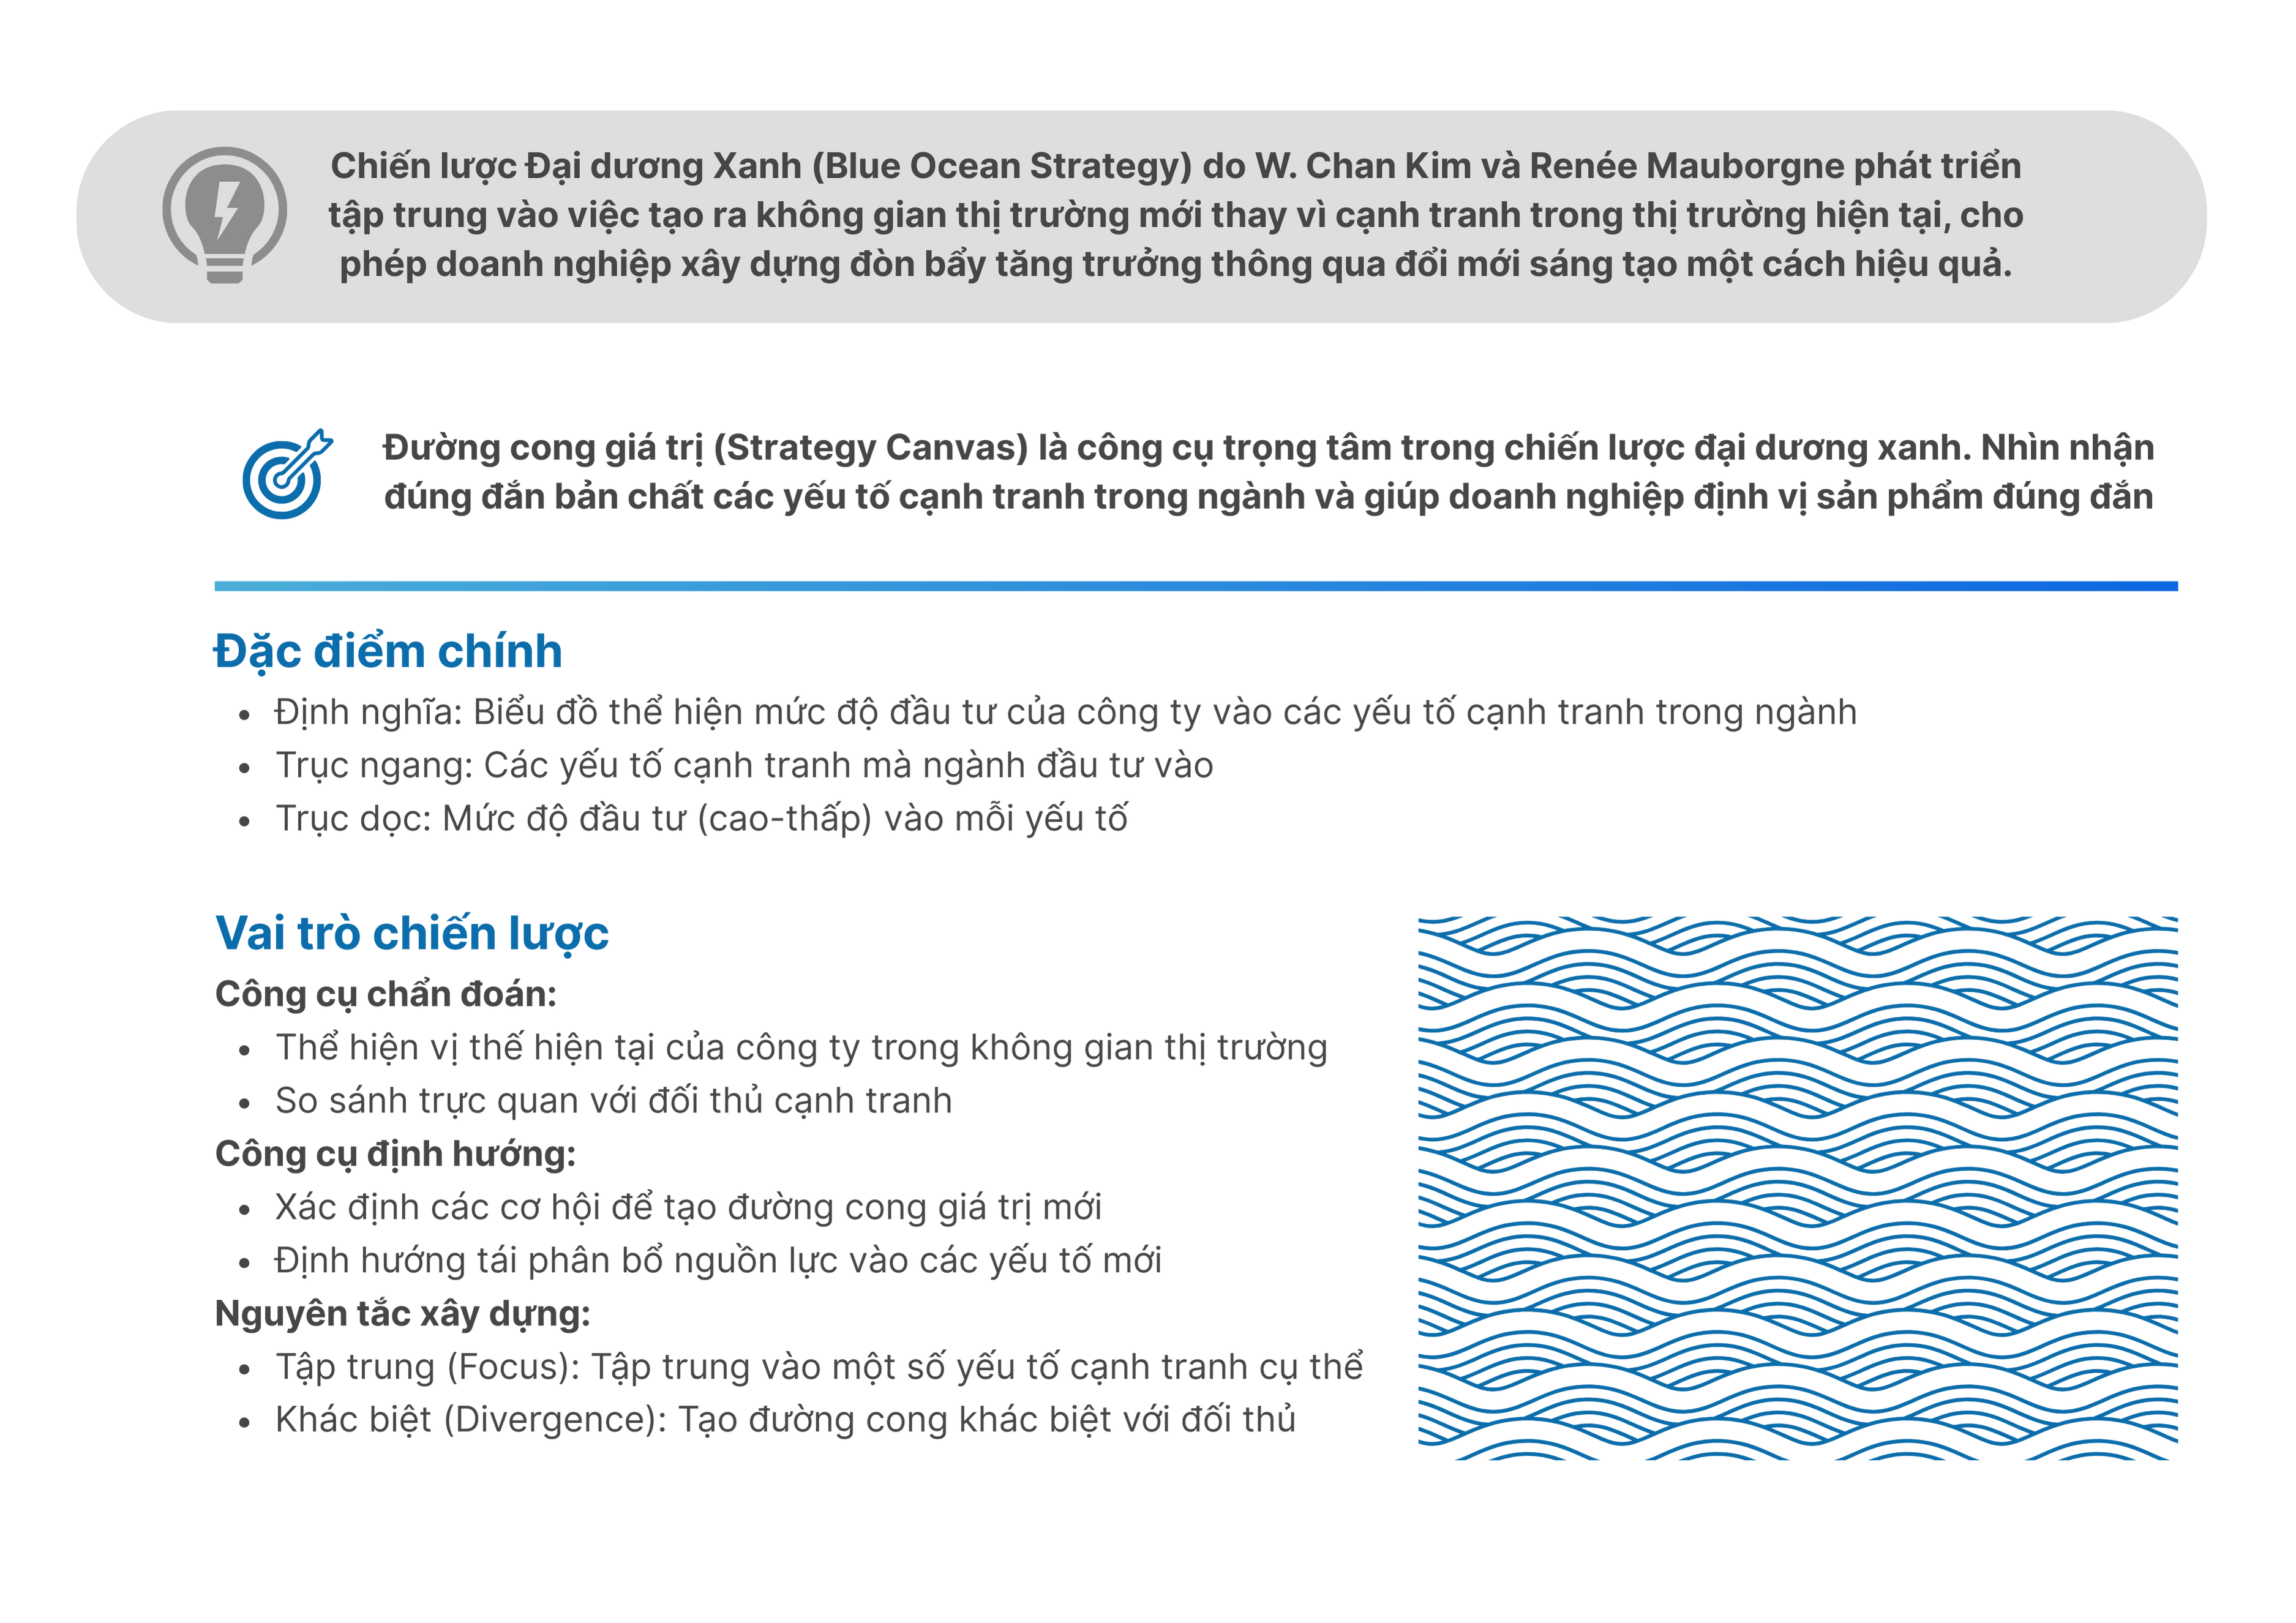 Chiến lược Đại dương Xanh (Blue Ocean Strategy) do W. Chan Kim và Renée Mauborgne phát triển
tập trung vào việc tạo ra không gian thị trường mới thay vì cạnh tranh trong thị trường hiện tại, cho
phép doanh nghiệp xây dựng đòn bẩy tăng trưởng thông qua đổi mới sáng tạo một cách hiệu quả.
Đường cong giá trị (Strategy Canvas) là công cụ trọng tâm trong chiến lược đại dương xanh. Nhìn nhận
đúng đắn bản chất các yếu tố cạnh tranh trong ngành và giúp doanh nghiệp định vị sản phẩm đúng đắn
Đặc điểm chính
• Định nghĩa: Biểu đồ thể hiện mức độ đầu tư của công ty vào các yếu tố cạnh tranh trong ngành
• Trục ngang: Các yếu tố cạnh tranh mà ngành đầu tư vào
• Trục dọc: Mức độ đầu tư (cao-thấp) vào mỗi yếu tố
Vai trò chiến lược
Công cụ chẩn đoán:
• Thể hiện vị thế hiện tại của công ty trong không gian thị trường
• So sánh trực quan với đối thủ cạnh tranh
Công cụ định hướng:
• Xác định các cơ hội để tạo đường cong giá trị mới
• Định hướng tái phân bổ nguồn lực vào các yếu tố mới
Nguyên tắc xây dựng:
• Tập trung (Focus): Tập trung vào một số yếu tố cạnh tranh cụ thể
• Khác biệt (Divergence): Tạo đường cong khác biệt với đối thủ